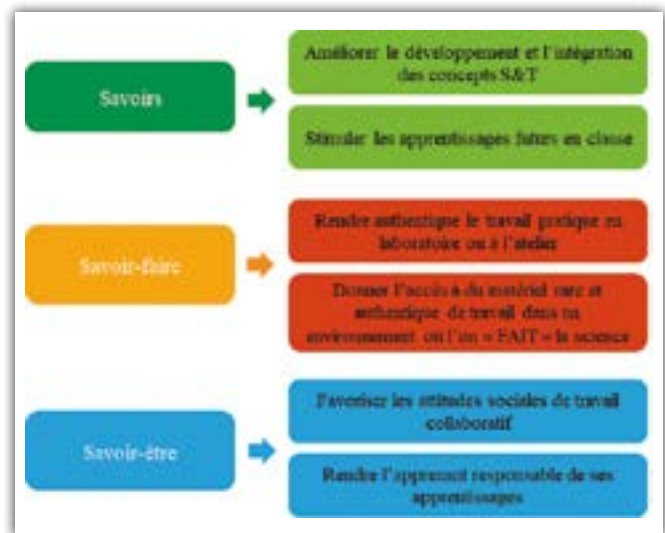 Savoirs
Améliorer le développement et l'intégration
des concepts S&T
Stimuler les apprentissages futurs en classe
Savoir-faire
Rendre authentique le travail pratique en
laboratoire ou à l'atelier
Donner l'accès à du matériel rare et
authentique de travail dans un
environnement où l'on « FAIT » la science
Savoir-être
Favoriser les attitudes sociales de travail
collaboratif
Rendre l'apprenant responsable de ses
apprentissages